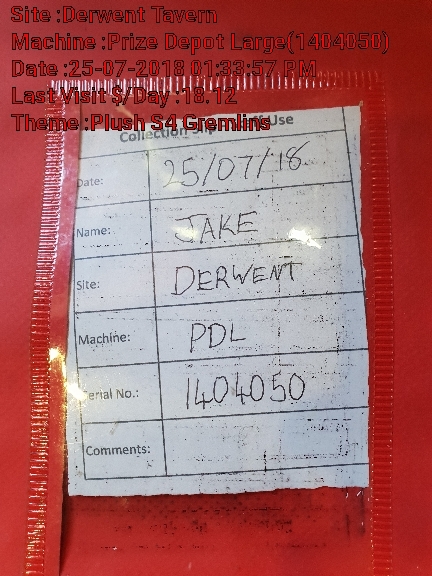 Site :Derwent Tavern
Machine :Prize Depot Large(1404050)
Date :25-07-2018 01:33:57 PM
Last Visit $/Day :18.12
Theme :Plush S4 Gremlins
Collection Use
Date: 25/07/18
Name: JAKE
Site: DERWENT
Machine: PDL
Serial No.: 1404050
Comments: